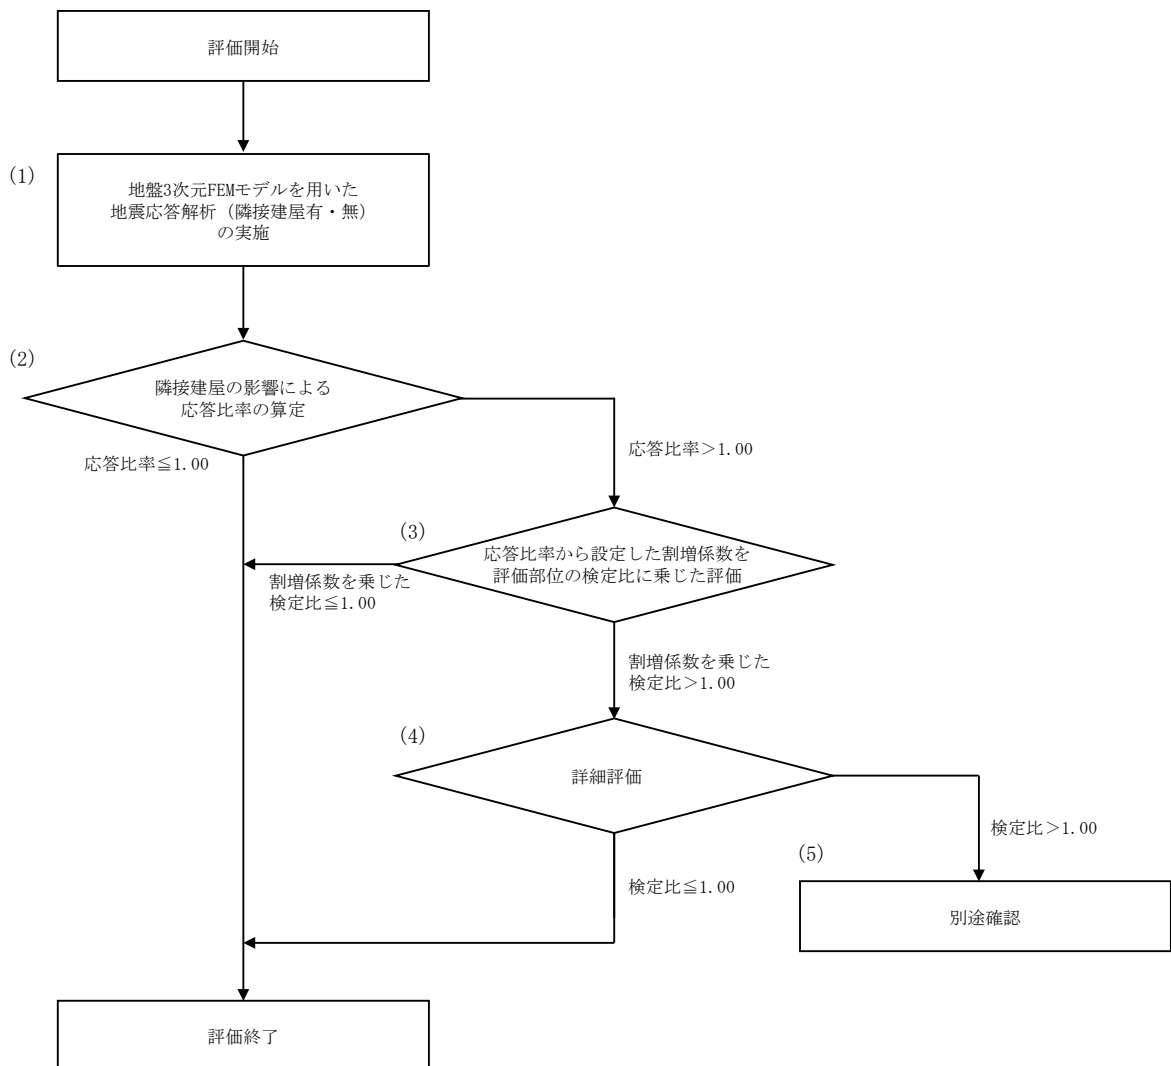 評価開始
(1)
地盤3次元FEMモデルを用いた
地震応答解析（隣接建屋有・無）
の実施
(2)
隣接建屋の影響による
応答比率の算定
応答比率≦1.00
応答比率＞1.00
(3)
応答比率から設定した割増係数を
評価部位の検定比に乗じた評価
割増係数を乗じた
検定比≦1.00
割増係数を乗じた
検定比＞1.00
(4)
詳細評価
検定比＞1.00
(5)
検定比≦1.00
別途確認
評価終了